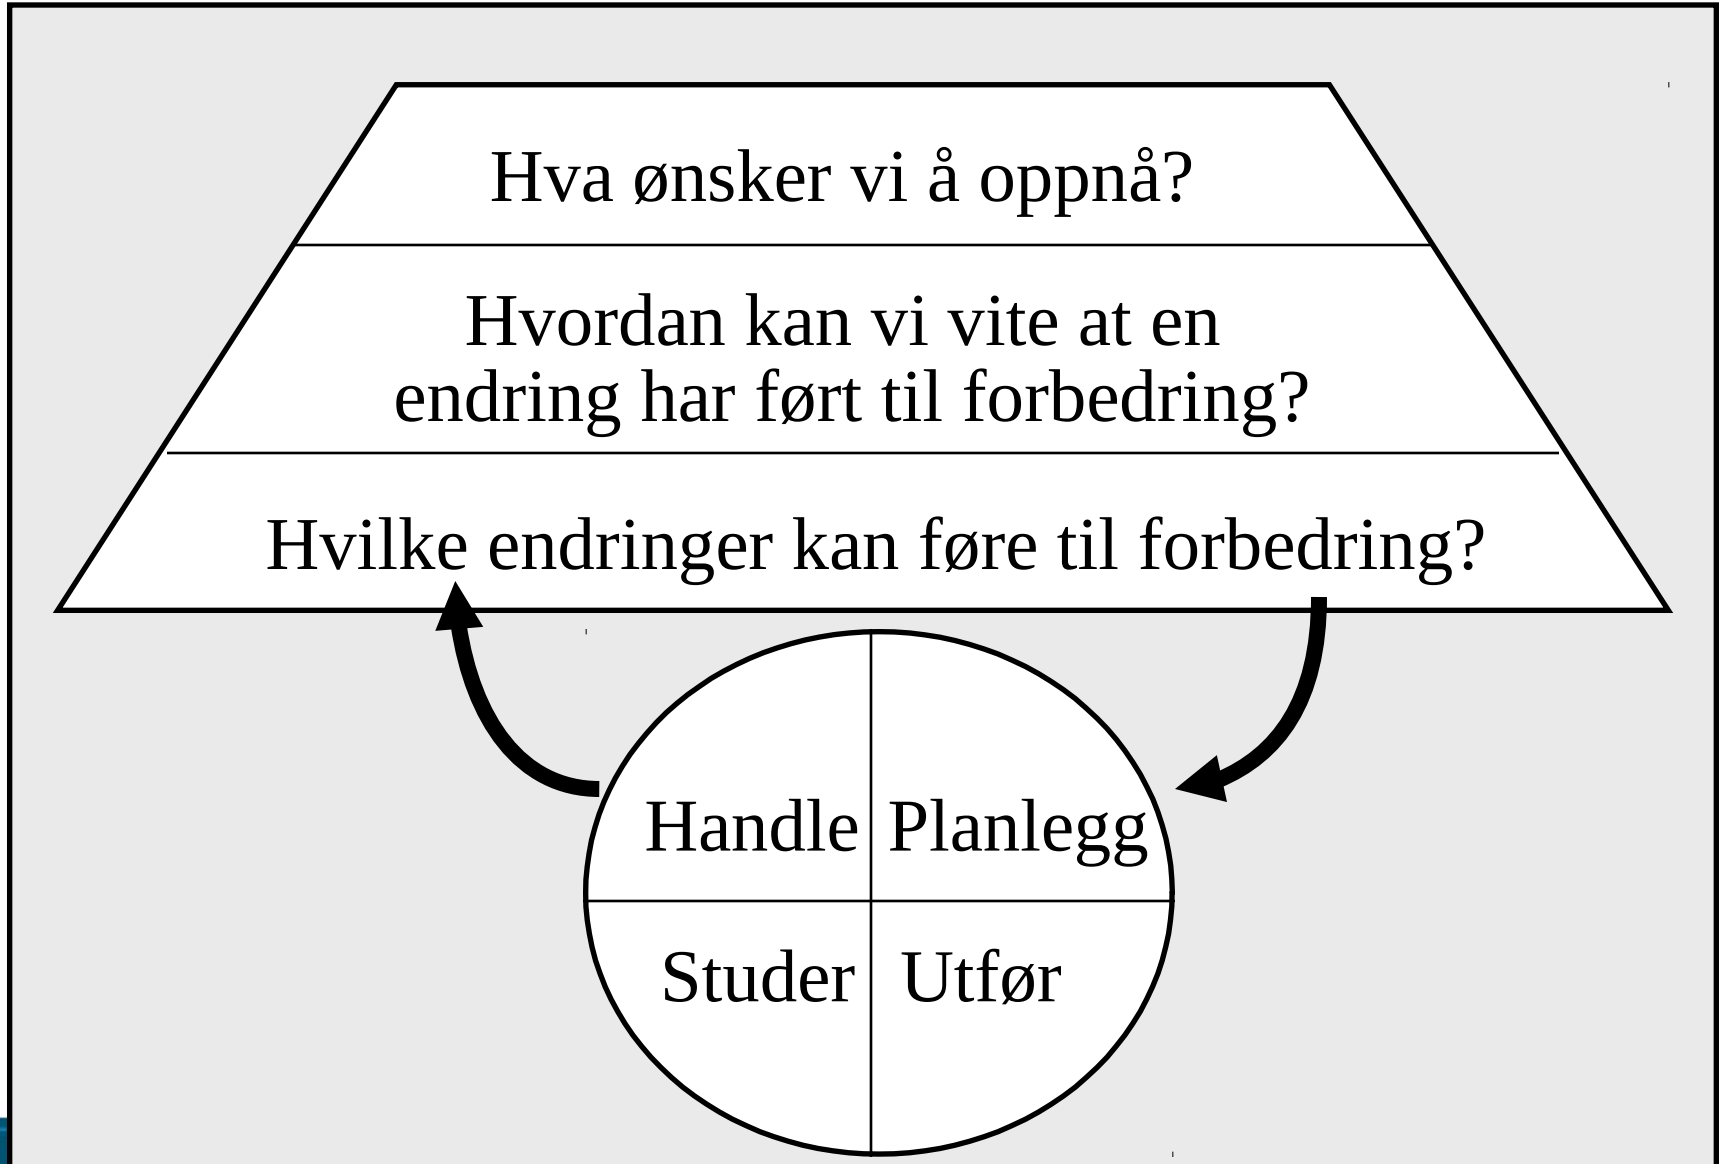 Hva ønsker vi å oppnå?
Hvordan kan vi vite at en
endring har ført til forbedring?
Hvilke endringer kan føre til forbedring?
Handle Planlegg
Studer Utfør